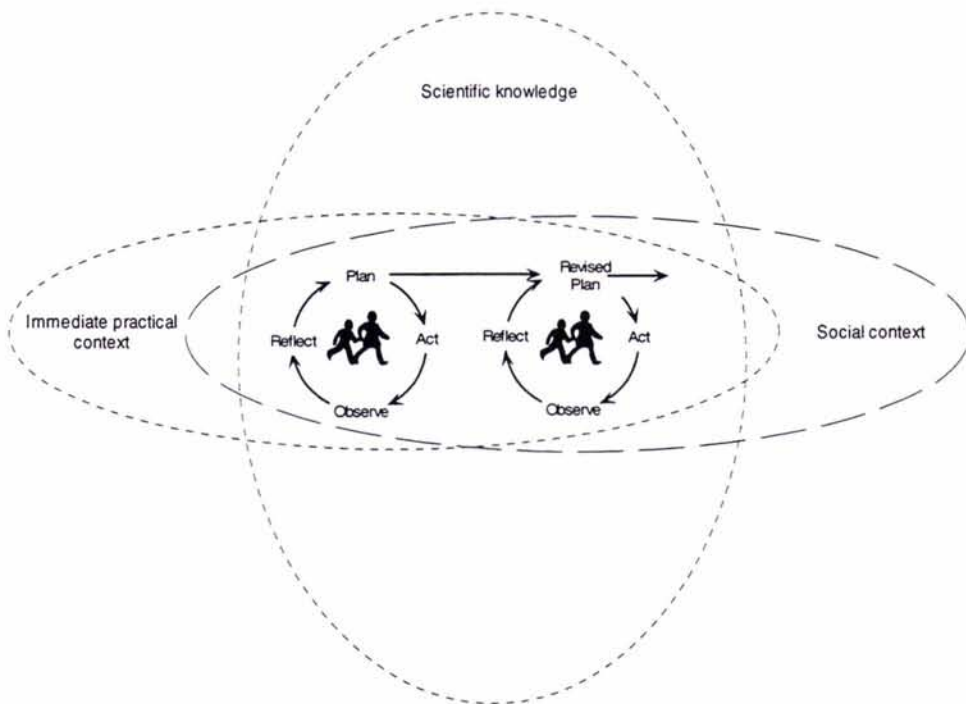 Scientific knowledge
Plan
Revised
Plan
Immediate practical
context
Reflect
Act
Reflect
Act
Social context
Observe
Observe